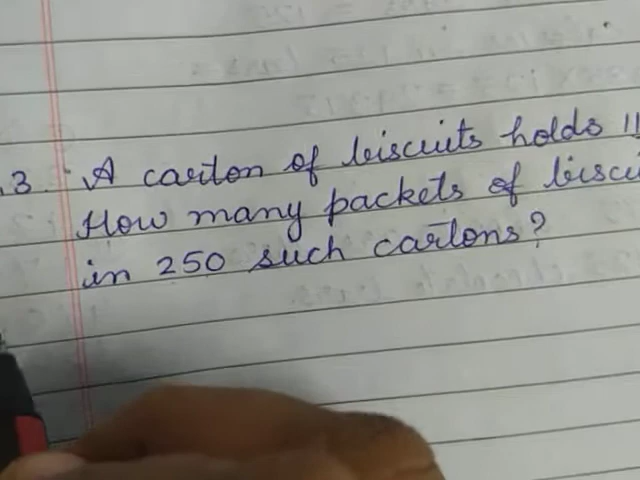 3. A carton of biscuits holds
How many packets of
in 250 such cartons?